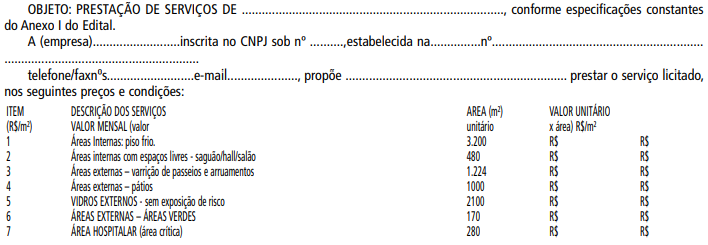 OBJETO: PRESTAÇÃO DE SERVIÇOS DE ..............................................................................., conforme especificações constantes
do Anexo I do Edital.
A (empresa)..........................inscrita no CNPJ sob nº ..........,estabelecida na...............nº................................................................
..........................................................
telefone/faxnºs..........................e-mail....................., propõe ................................................................... prestar o serviço licitado,
nos seguintes preços e condições:
ITEM DESCRIÇÃO DOS SERVIÇOS AREA (m²) VALOR UNITÁRIO
(R$/m²) VALOR MENSAL (valor unitário x área) R$/m²
1 Áreas Internas: piso frio. 3.200 R$ R$
2 Áreas internas com espaços livres - saguão/hall/salão 480 R$ R$
3 Áreas externas – varrição de passeios e arruamentos 1.224 R$ R$
4 Áreas externas – pátios 1000 R$ R$
5 VIDROS EXTERNOS - sem exposição de risco 2100 R$ R$
6 ÁREAS EXTERNAS – ÁREAS VERDES 170 R$ R$
7 ÁREA HOSPITALAR (área crítica) 280 R$ R$